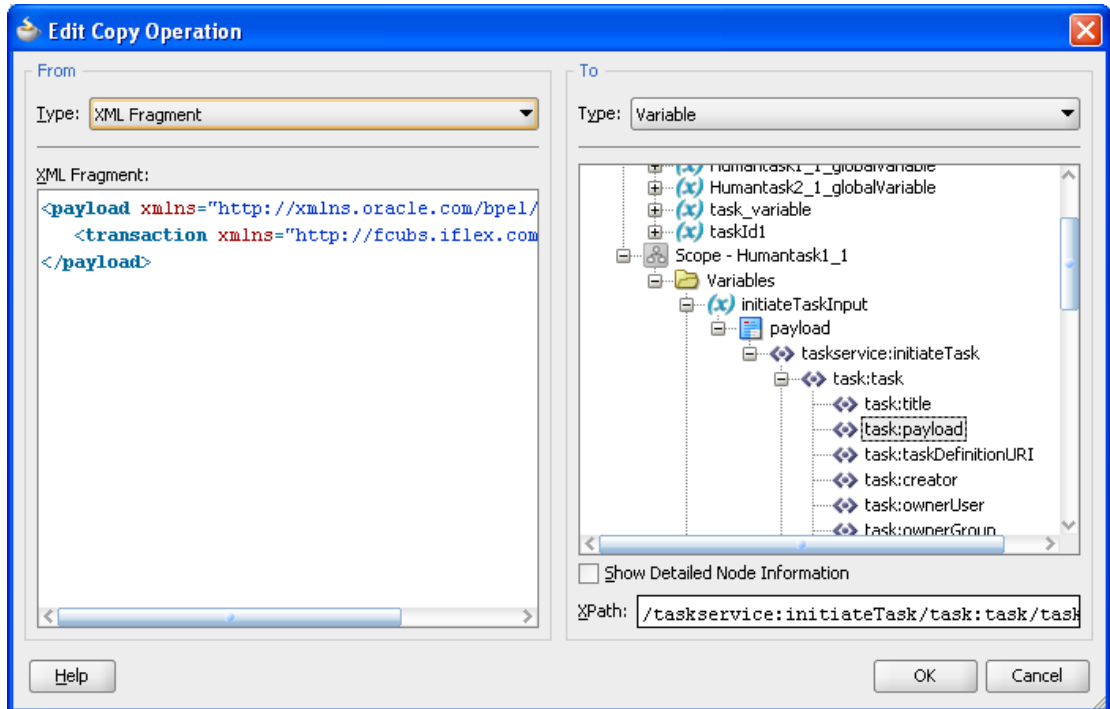 Edit Copy Operation
From
Type: XML Fragment
XML Fragment:
<payload xmlns="http://xmlns.oracle.com/bpel/
<transaction xmlns="http://fcubs.iflex.com
</payload>
To
Type: Variable
Humantask1_1_globalVariable
Humantask2_1_globalVariable
task_variable
taskId1
Scope - Humantask1_1
Variables
initiateTaskInput
payload
taskservice:initiateTask
task:task
task:title
task:payload
task:taskDefinitionURI
task:creator
task:ownerUser
task:ownerGroup
Show Detailed Node Information
XPath: /taskservice:initiateTask/task:task/task
Help
OK Cancel